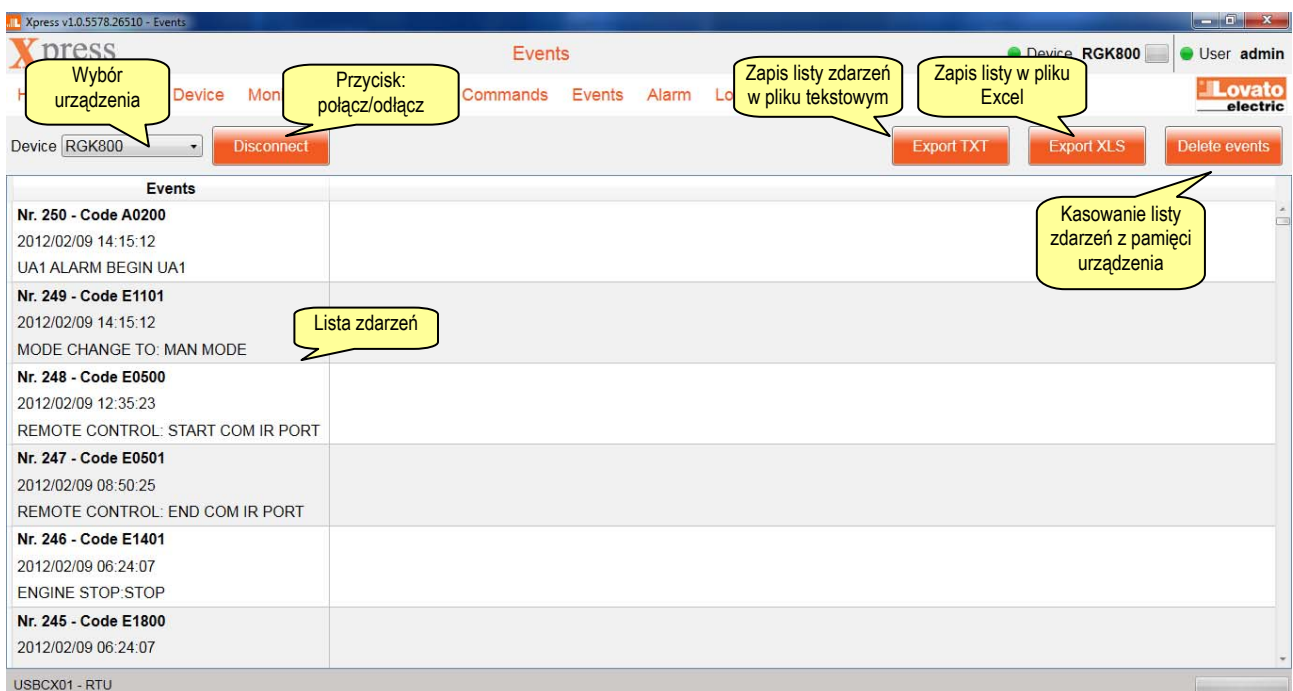 Xpress v1.0.5578.26510 - Events
Xpress
Events
Device RGK800
User admin
Wybór
urządzenia
Przycisk:
połącz/odłącz
Zapis listy zdarzeń
w pliku tekstowym
Zapis listy w pliku
Excel
Device
Commands
Events
Alarm
Lovato
electric
Device RGK800
Disconnect
Export TXT
Export XLS
Delete events
Events
Kasowanie listy
zdarzeń z pamięci
urządzenia
Nr. 250 - Code A0200
2012/02/09 14:15:12
UA1 ALARM BEGIN UA1
Nr. 249 - Code E1101
2012/02/09 14:15:12
MODE CHANGE TO: MAN MODE
Lista zdarzeń
Nr. 248 - Code E0500
2012/02/09 12:35:23
REMOTE CONTROL: START COM IR PORT
Nr. 247 - Code E0501
2012/02/09 08:50:25
REMOTE CONTROL: END COM IR PORT
Nr. 246 - Code E1401
2012/02/09 06:24:07
ENGINE STOP:STOP
Nr. 245 - Code E1800
2012/02/09 06:24:07
USBCX01 - RTU